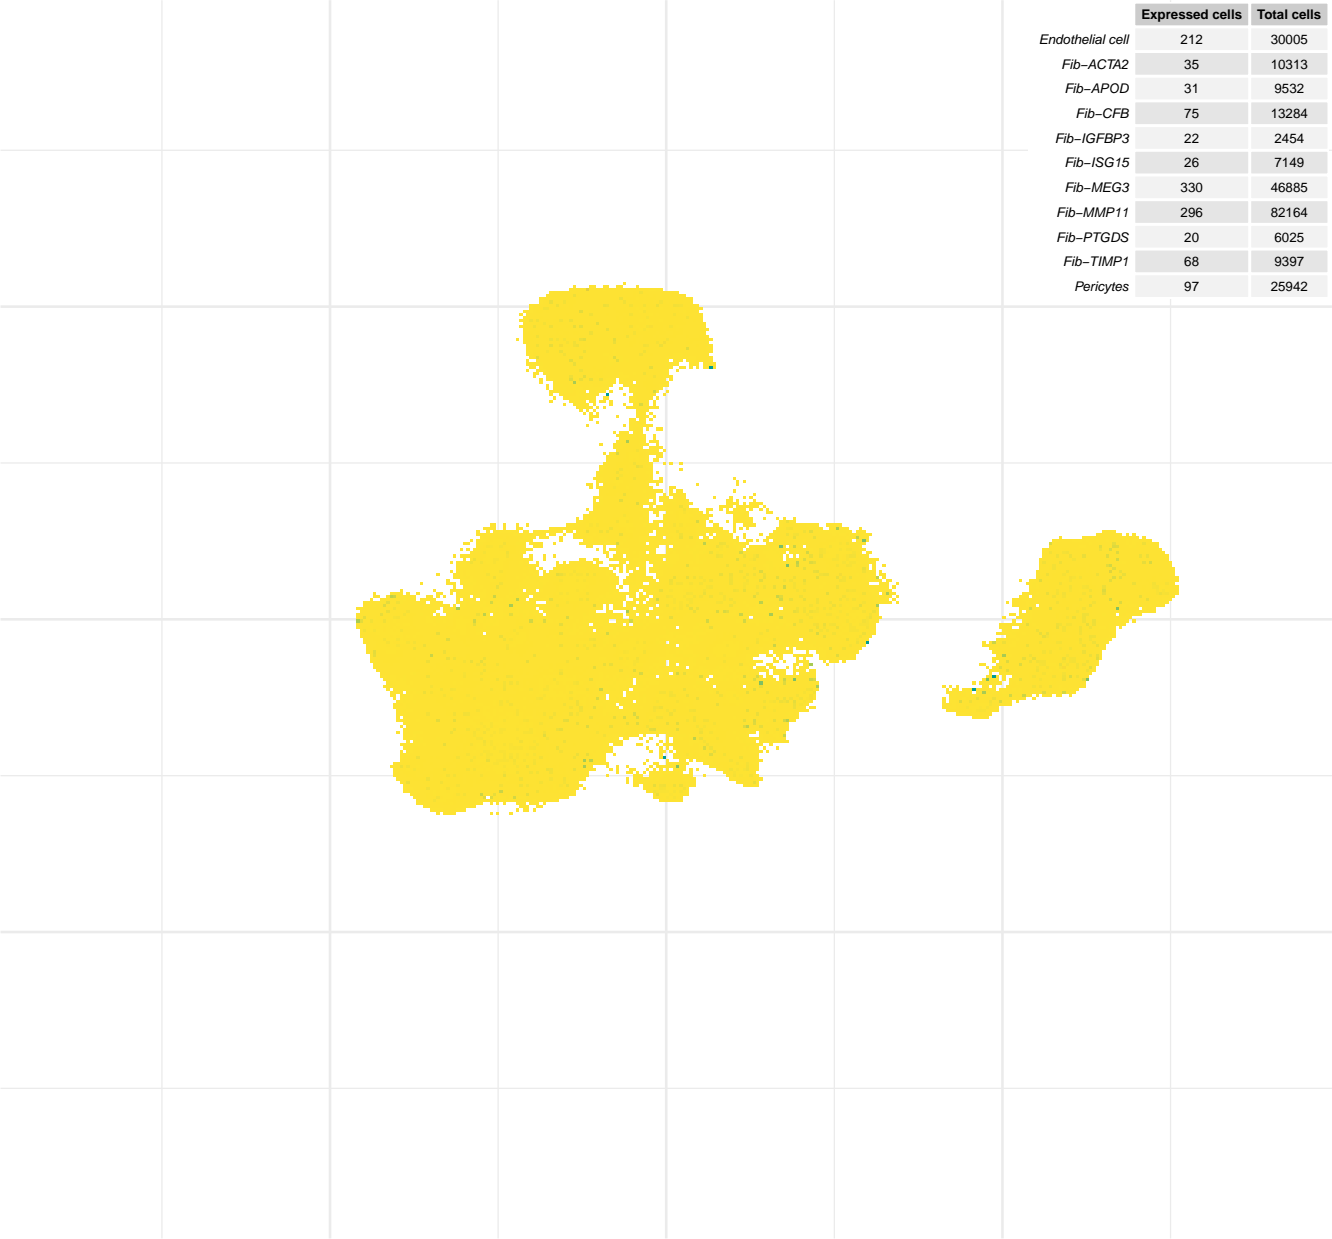 Expressed cells Total cells
Endothelial cell 212 30005
Fib−ACTA2 35 10313
Fib−APOD 31 9532
Fib−CFB 75 13284
Fib−IGFBP3 22 2454
Fib−ISG15 26 7149
Fib−MEG3 330 46885
Fib−MMP11 296 82164
Fib−PTGDS 20 6025
Fib−TIMP1 68 9397
Pericytes 97 25942